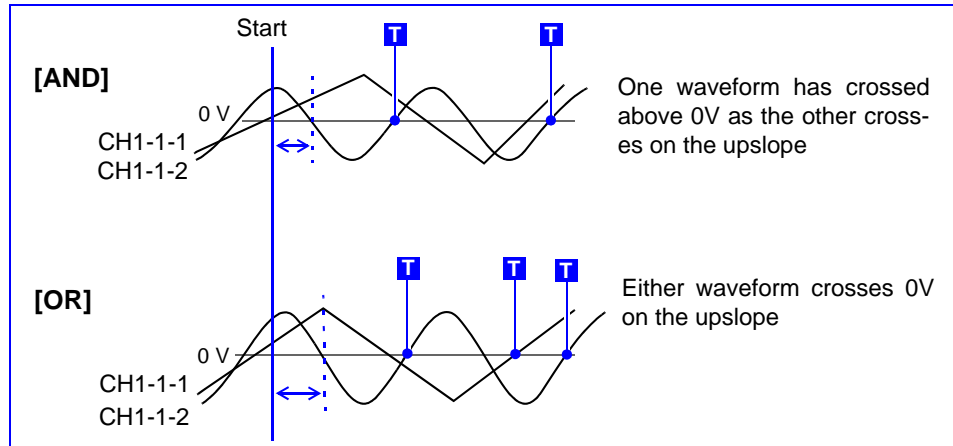 Start
T T
[AND]
0 V
CH1-1-1
CH1-1-2
One waveform has crossed
above 0V as the other cross-
es on the upslope
T T T
[OR]
0 V
CH1-1-1
CH1-1-2
Either waveform crosses 0V
on the upslope